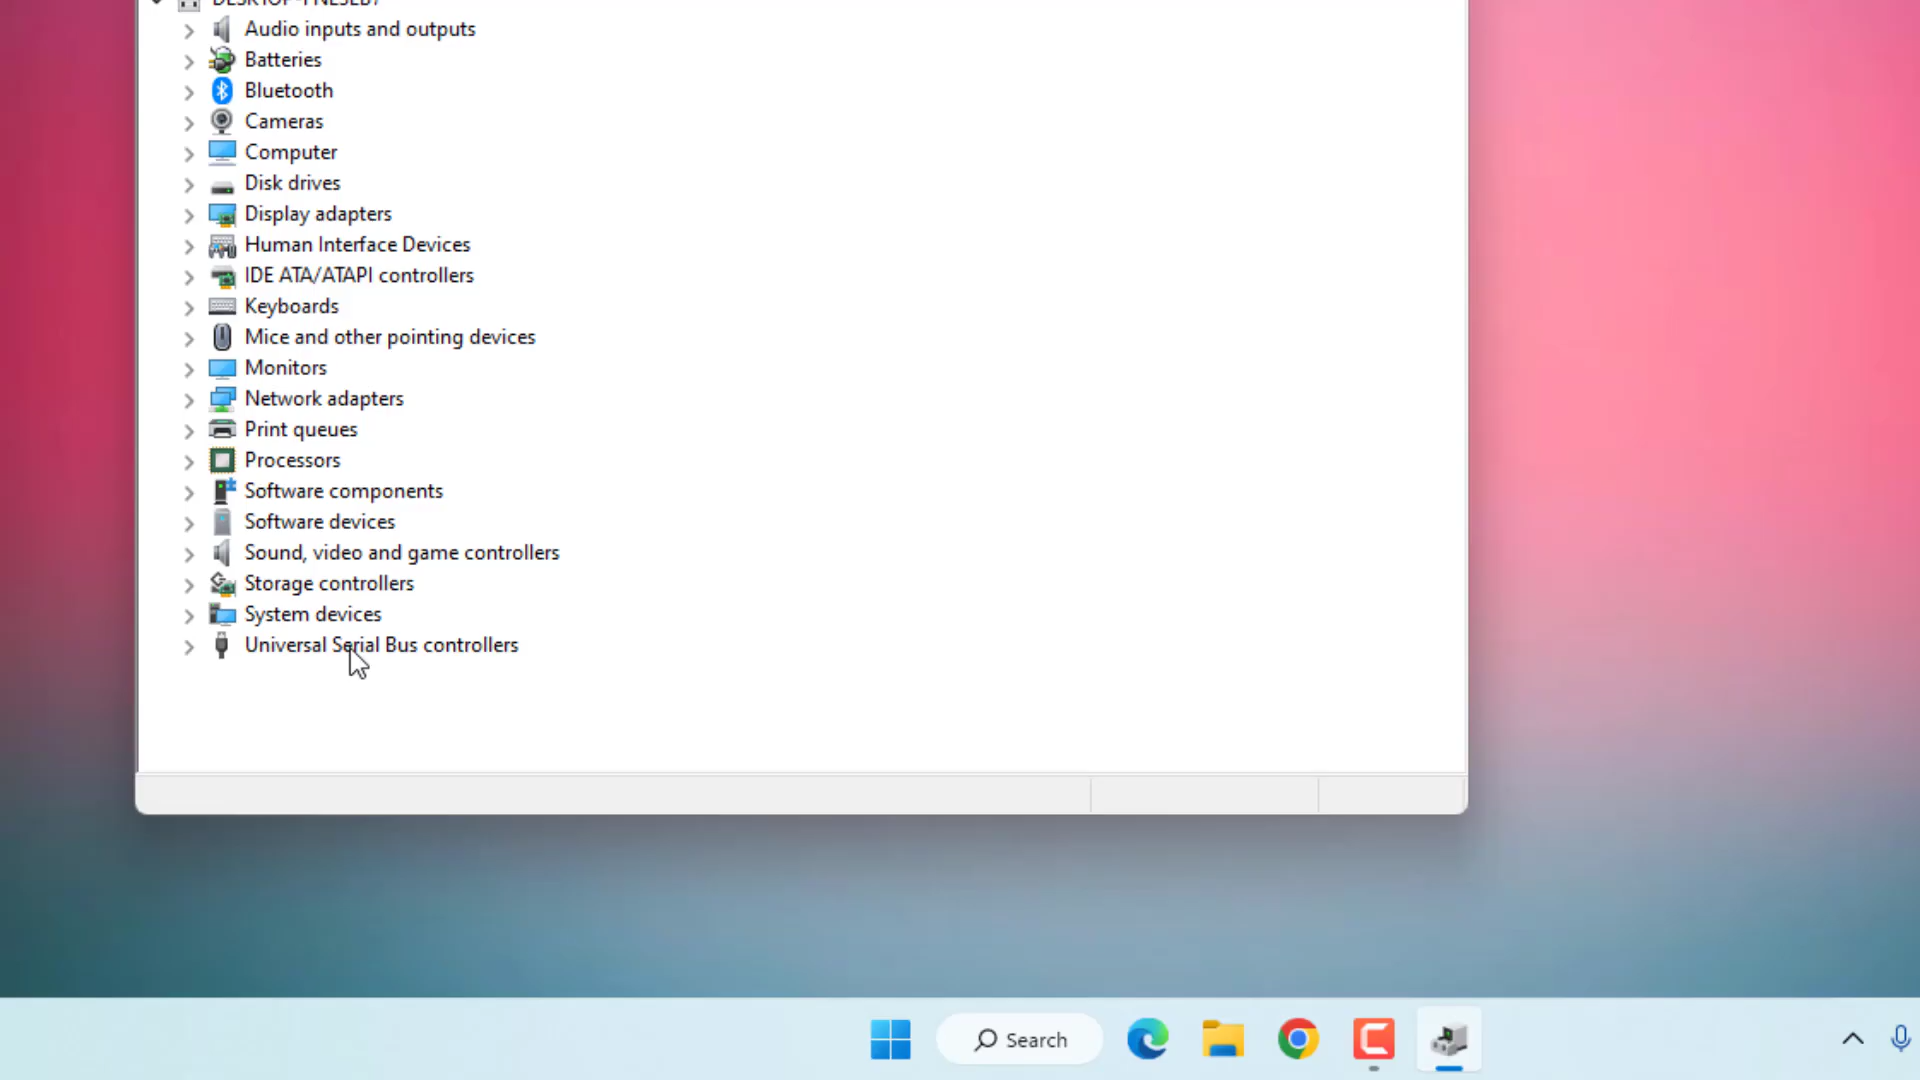 Audio inputs and outputs
Batteries
Bluetooth
Cameras
Computer
Disk drives
Display adapters
Human Interface Devices
IDE ATA/ATAPI controllers
Keyboards
Mice and other pointing devices
Monitors
Network adapters
Print queues
Processors
Software components
Software devices
Sound, video and game controllers
Storage controllers
System devices
Universal Serial Bus controllers
Search